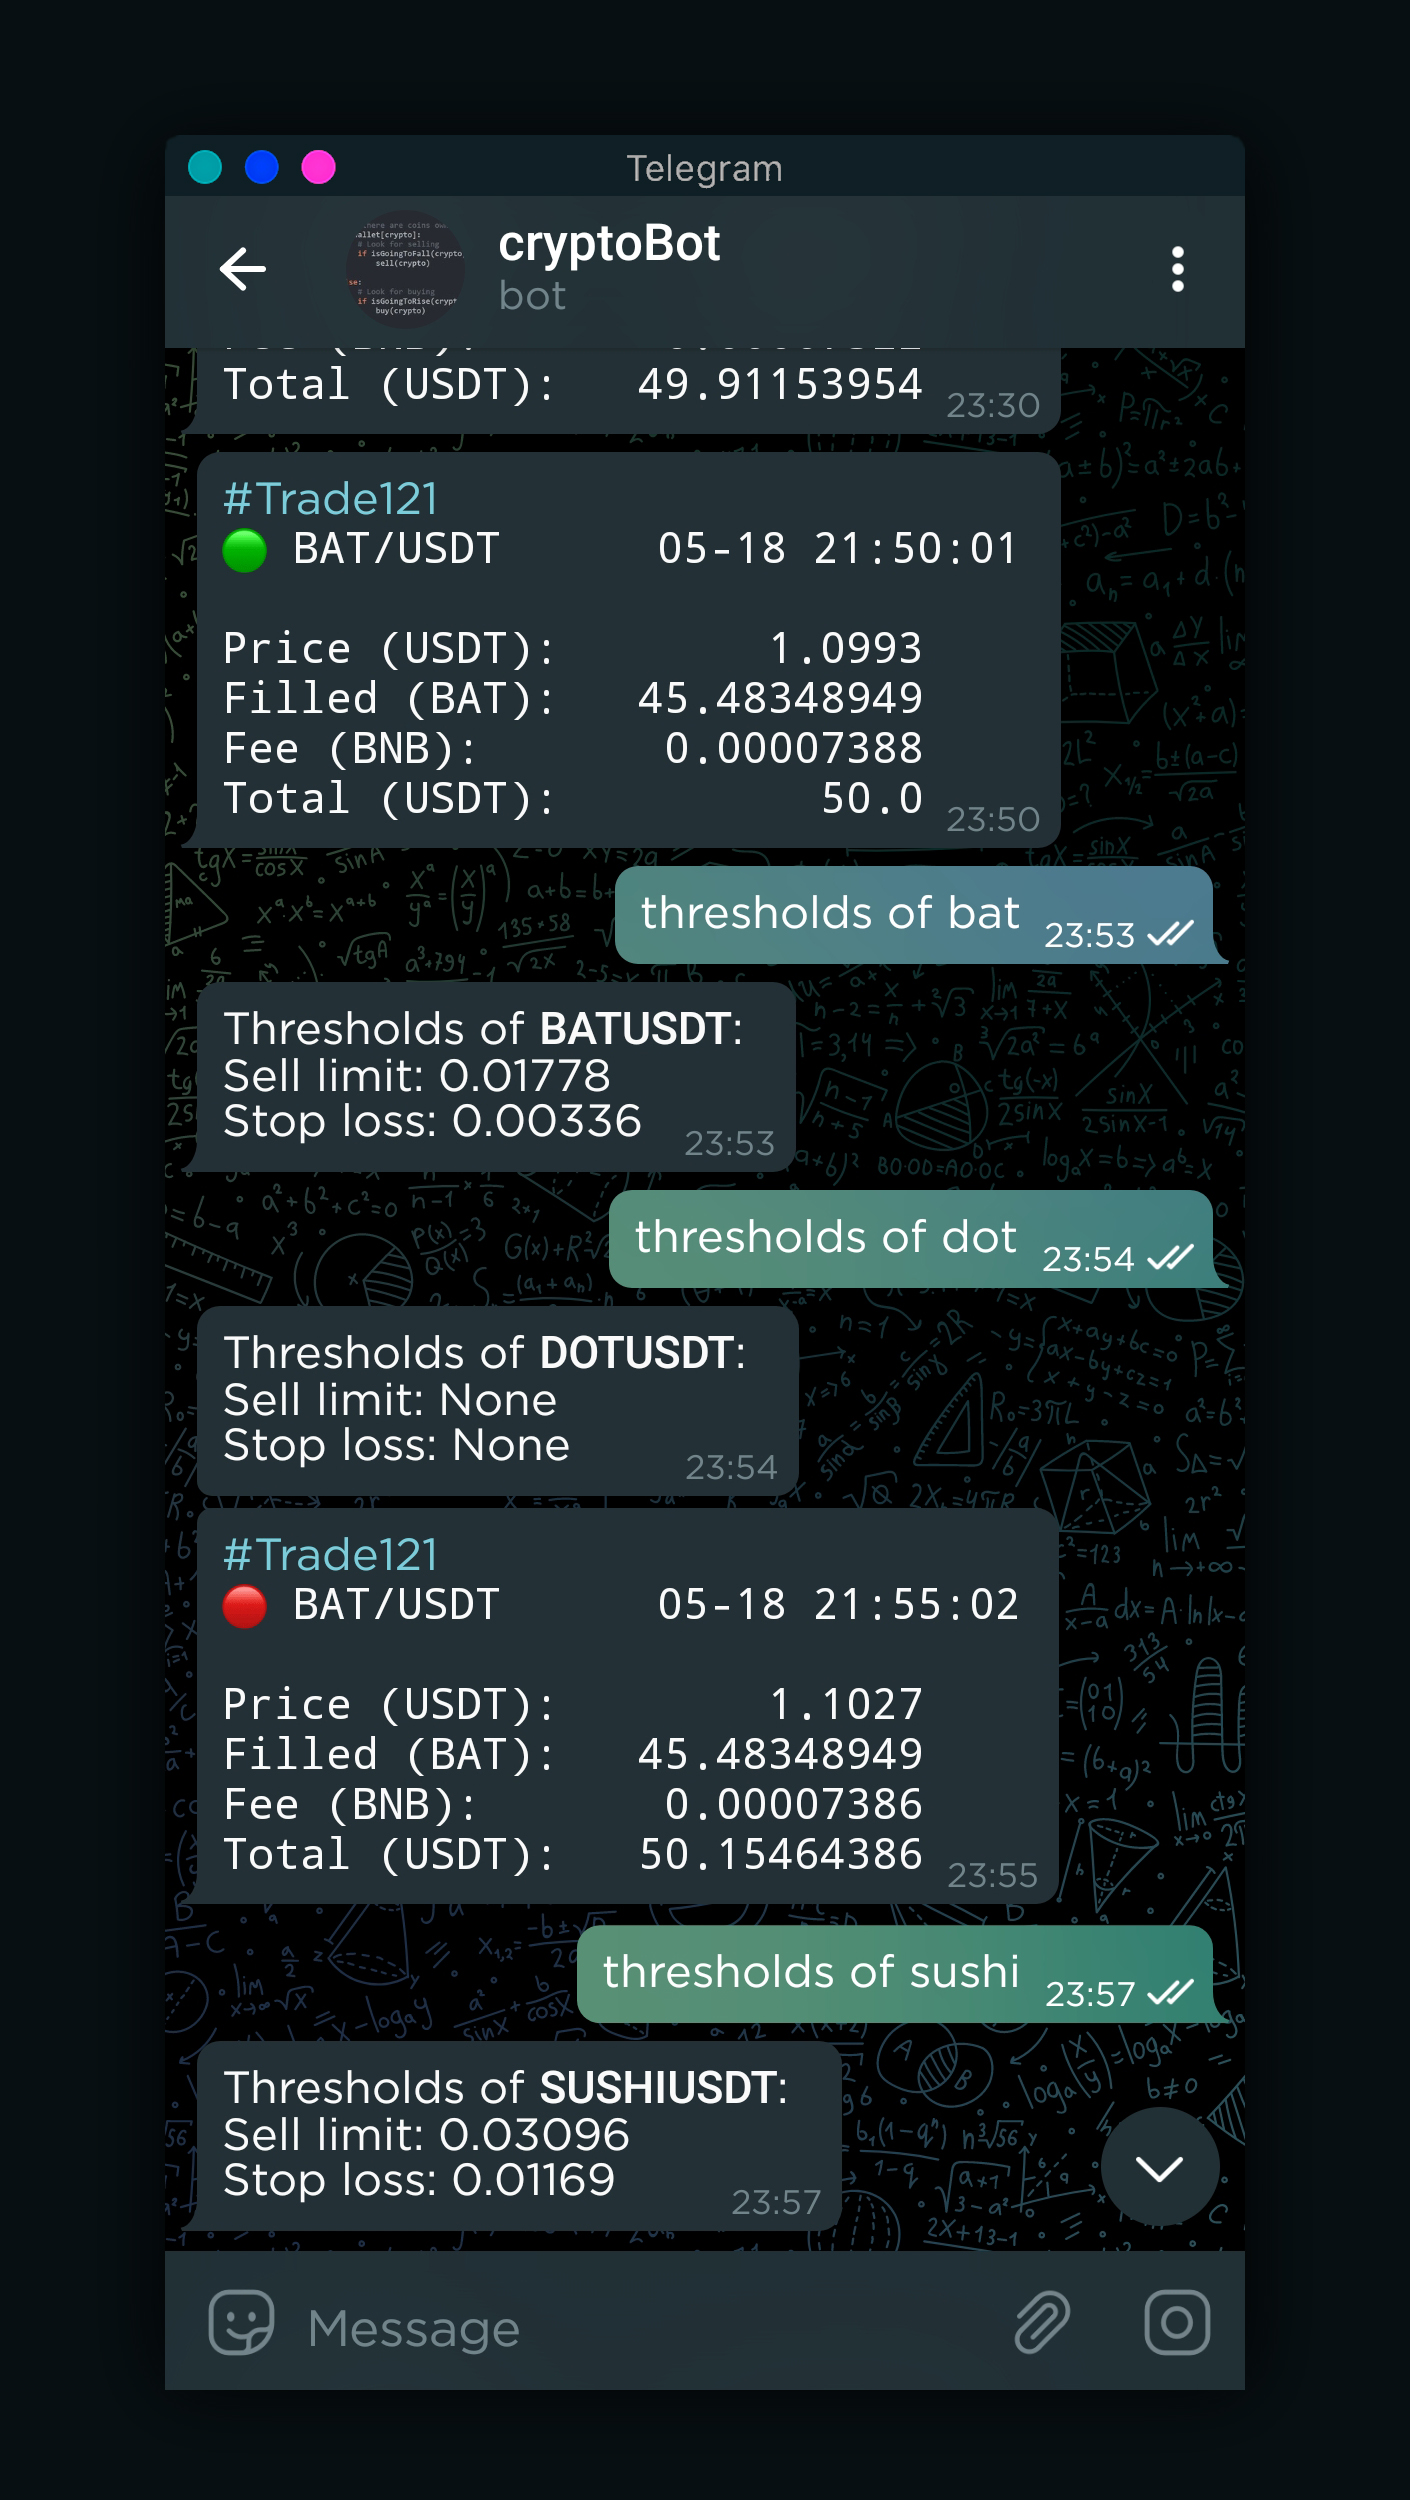 Telegram
cryptoBot
bot
Total (USDT): 49.91153954 23:30
#Trade121
BAT/USDT 05-18 21:50:01
Price (USDT): 1.0993
Filled (BAT): 45.48348949
Fee (BNB): 0.00007388
Total (USDT): 50.0 23:50
thresholds of bat 23:53
Thresholds of BATUSDT:
Sell limit: 0.01778
Stop loss: 0.00336 23:53
thresholds of dot 23:54
Thresholds of DOTUSDT:
Sell limit: None
Stop loss: None 23:54
#Trade121
BAT/USDT 05-18 21:55:02
Price (USDT): 1.1027
Filled (BAT): 45.48348949
Fee (BNB): 0.00007386
Total (USDT): 50.15464386 23:55
thresholds of sushi 23:57
Thresholds of SUSHIUSDT:
Sell limit: 0.03096
Stop loss: 0.01169 23:57
Message